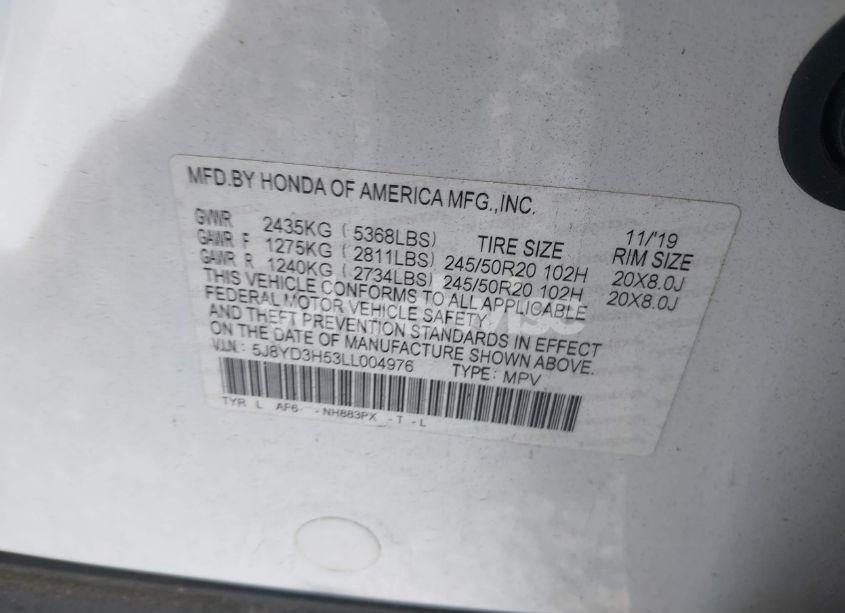 MFD.BY HONDA OF AMERICA MFG.,INC.
11/'19
GVWR 2435KG ( 5368LBS) TIRE SIZE RIM SIZE
GAWR F 1275KG ( 2811LBS) 245/50R20 102H 20X8.0J
GAWR R 1240KG ( 2734LBS) 245/50R20 102H 20X8.0J
THIS VEHICLE CONFORMS TO ALL APPLICABLE
FEDERAL MOTOR VEHICLE SAFETY
AND THEFT PREVENTION STANDARDS IN EFFECT
ON THE DATE OF MANUFACTURE SHOWN ABOVE.
V.I.N.: 5J8YD3H53LL004976 TYPE: MPV
TYR L AF6 -NH883PX -T -L